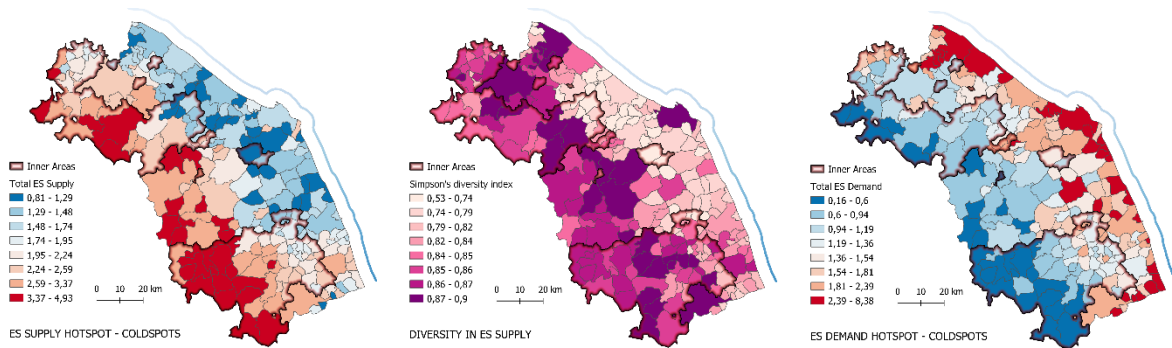 Inner Areas
Total ES Supply
0,81 - 1,29
1,29 - 1,48
1,48 - 1,74
1,74 - 1,95
1,95 - 2,24
2,24 - 2,59
2,59 - 3,37
3,37 - 4,93
0 20 km
ES SUPPLY HOTSPOT - COLDSPOTS
Inner Areas
Simpson's diversity index
0,53 - 0,74
0,74 - 0,79
0,79 - 0,82
0,82 - 0,84
0,84 - 0,85
0,85 - 0,86
0,86 - 0,87
0,87 - 0,9
0 20 km
DIVERSITY IN ES SUPPLY
Inner Areas
Total ES Demand
0,16 - 0,6
0,6 - 0,94
0,94 - 1,19
1,19 - 1,36
1,36 - 1,54
1,54 - 1,81
1,81 - 2,39
2,39 - 8,38
0 20 km
ES DEMAND HOTSPOT - COLDSPOTS